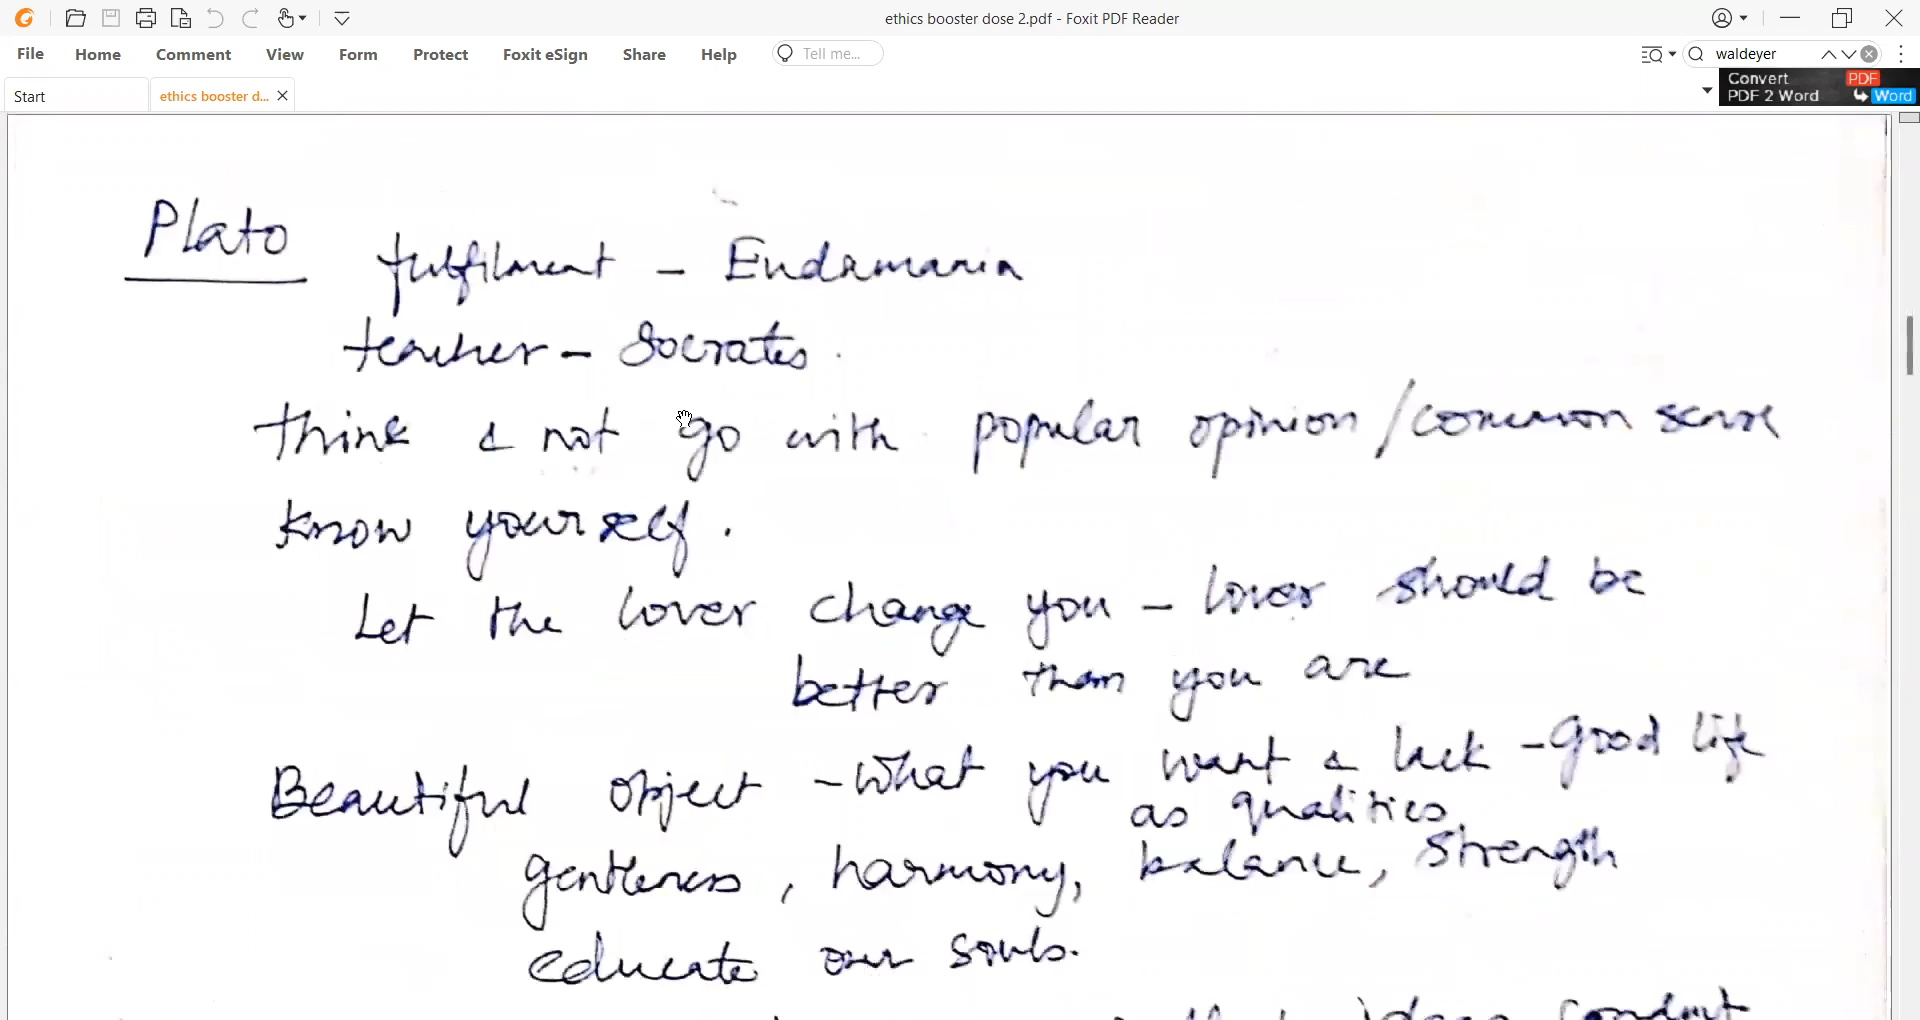 ethics booster dose 2.pdf - Foxit PDF Reader
File Home Comment View Form Protect Foxit eSign Share Help Tell me... waldeyer
Convert PDF
PDF 2 Word Word
Start ethics booster d...
Plato
fulfilment - Endamania
teacher - Socrates.
think & not go with popular opinion / common sense
know yourself.
Let the lover change you - lover should be
better than you are
Beautiful object - what you want & lack - good life
as qualities
gentleness, harmony, balance, strength
educate our souls.